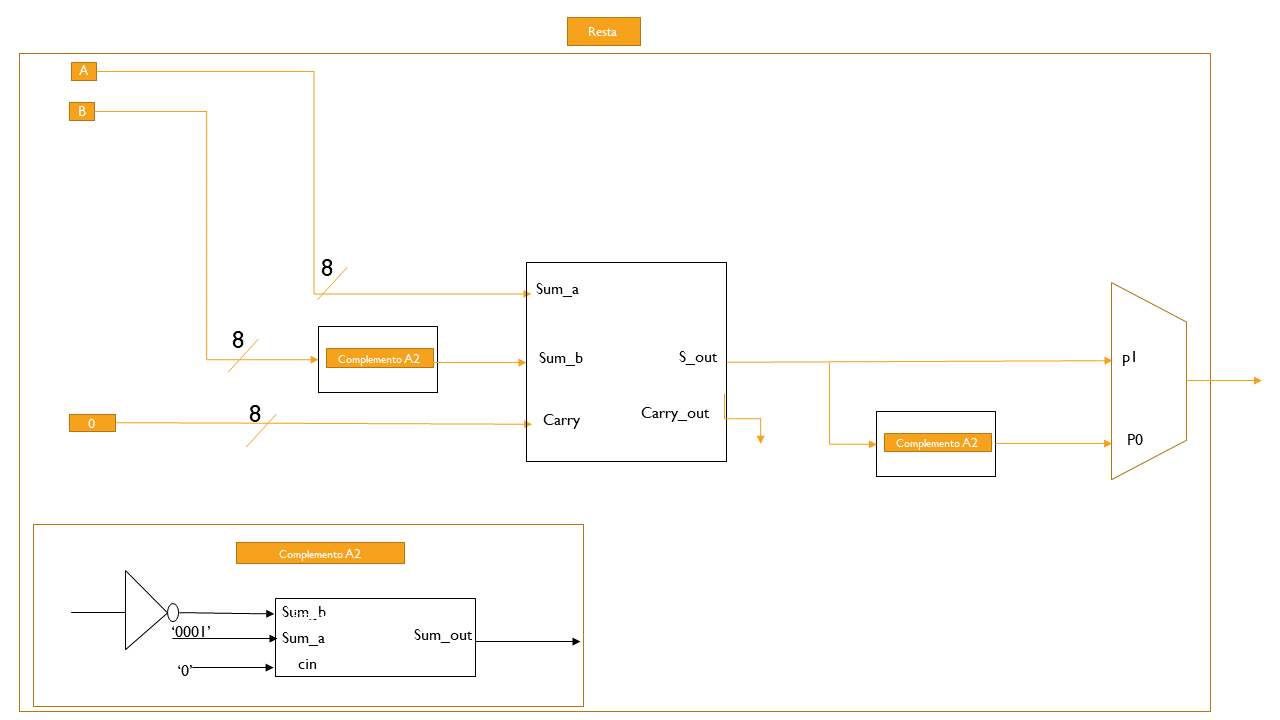 Resta
A
B
8
Sum_a
8
Complemento A2
Sum_b
S_out
p1
8
0
Carry
Carry_out
Complemento A2
P0
Complemento A2
Sum_b
'0001'
Sum_a
Sum_out
'0'
cin